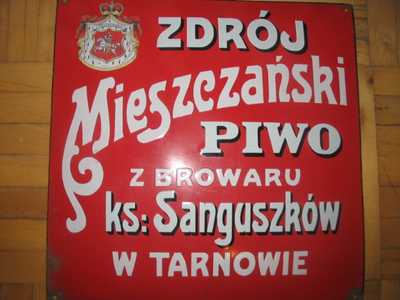 ZDRÓJ
Mieszczański
PIWO
Z BROWARU
ks: Sanguszków
W TARNOWIE